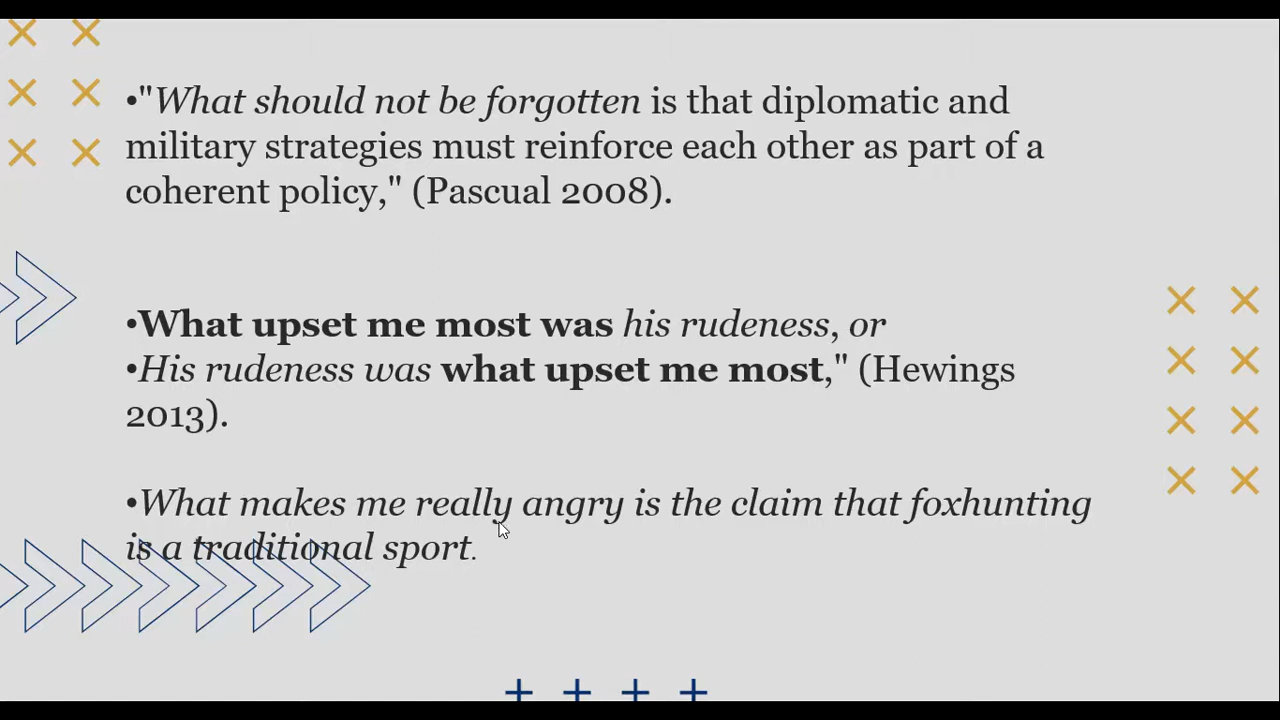 •"What should not be forgotten is that diplomatic and
military strategies must reinforce each other as part of a
coherent policy," (Pascual 2008).
•What upset me most was his rudeness, or
•His rudeness was what upset me most," (Hewings
2013).
•What makes me really angry is the claim that foxhunting
is a traditional sport.